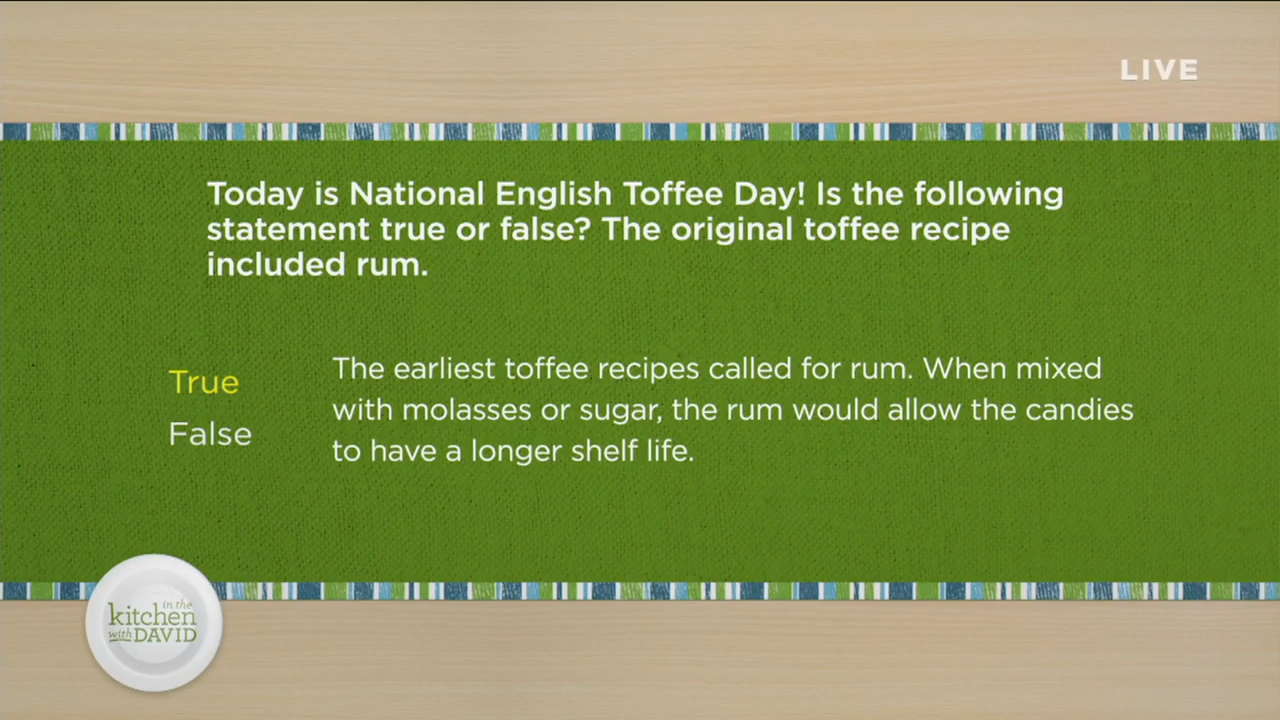 LIVE
Today is National English Toffee Day! Is the following
statement true or false? The original toffee recipe
included rum.
True
False
The earliest toffee recipes called for rum. When mixed
with molasses or sugar, the rum would allow the candies
to have a longer shelf life.
in the
kitchen
with DAVID